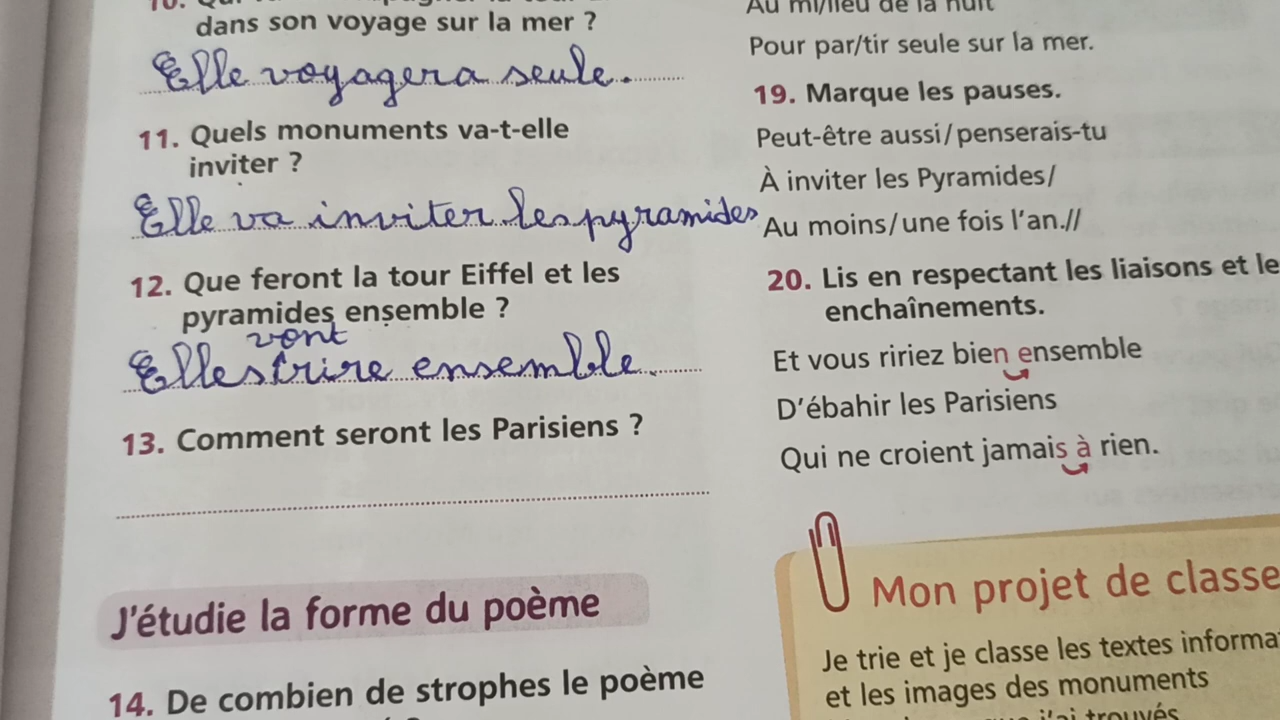 dans son voyage sur la mer ?
Elle voyagera seule.
11. Quels monuments va-t-elle
inviter ?
Elle va inviter les pyramides
12. Que feront la tour Eiffel et les
pyramides ensemble ?
vont
Elles rire ensemble.
13. Comment seront les Parisiens ?
J'étudie la forme du poème
14. De combien de strophes le poème
Au mi/lieu de la nuit
Pour par/tir seule sur la mer.
19. Marque les pauses.
Peut-être aussi/penserais-tu
À inviter les Pyramides/
Au moins/une fois l'an.//
20. Lis en respectant les liaisons et le
enchaînements.
Et vous ririez bien ensemble
D'ébahir les Parisiens
Qui ne croient jamais à rien.
Mon projet de classe
Je trie et je classe les textes informa
et les images des monuments
j'ai trouvés